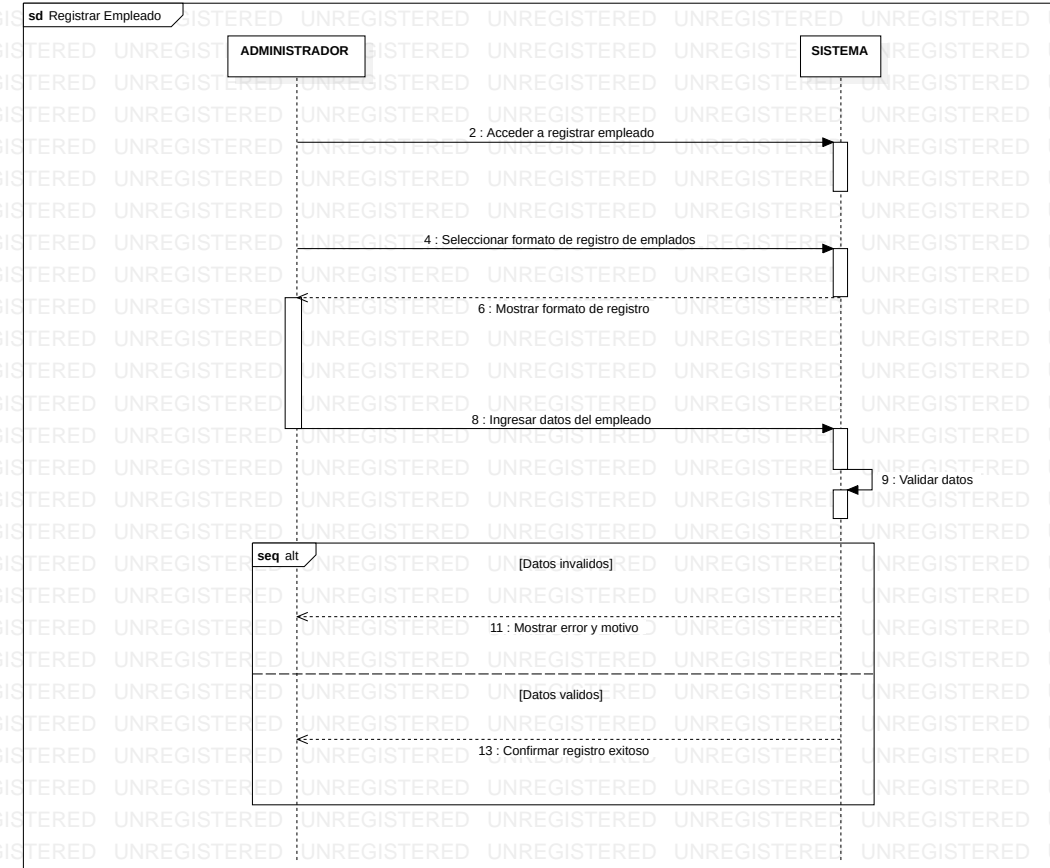 sd Registrar Empleado
ADMINISTRADOR
SISTEMA
2 : Acceder a registrar empleado
4 : Seleccionar formato de registro de emplados
6 : Mostrar formato de registro
8 : Ingresar datos del empleado
9 : Validar datos
seq alt
[Datos invalidos]
11 : Mostrar error y motivo
[Datos validos]
13 : Confirmar registro exitoso
UNREGISTERED